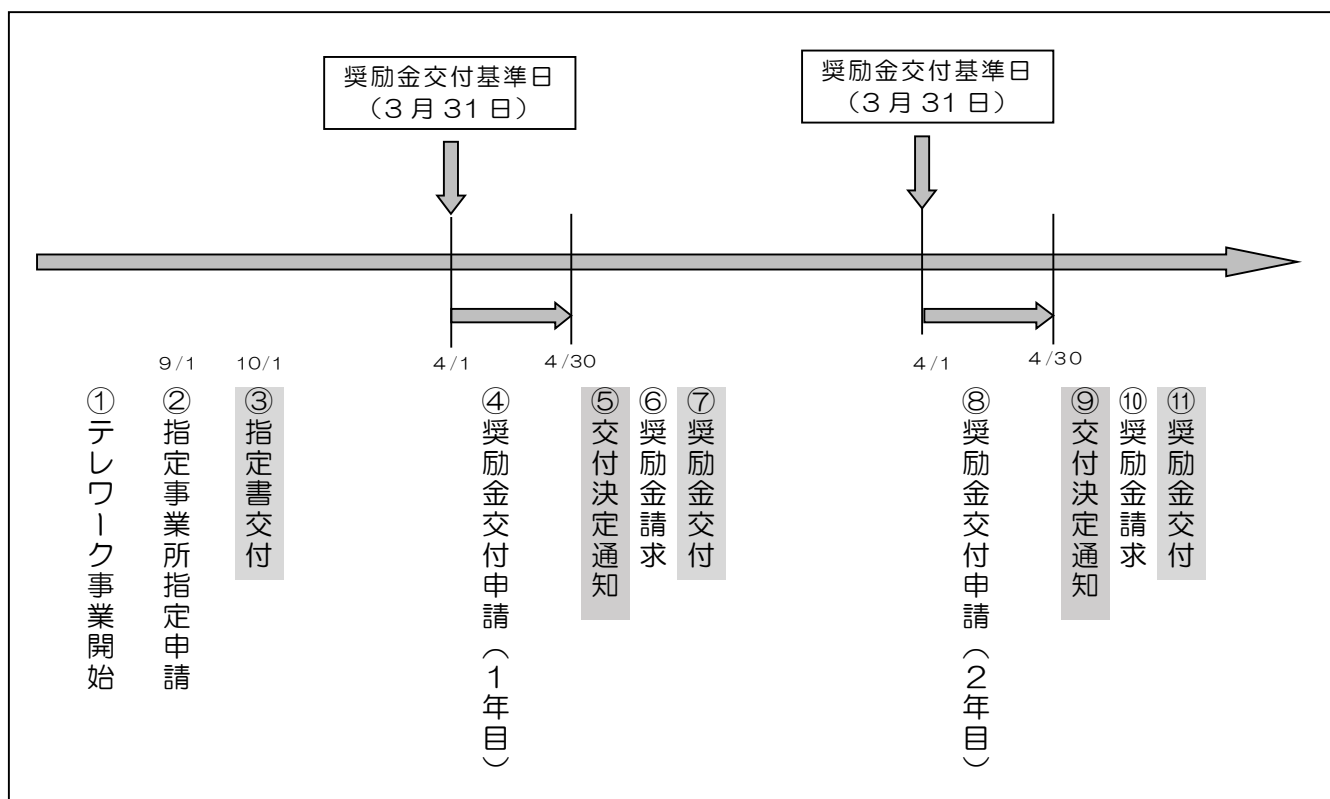 奨励金交付基準日
（3月31日）
奨励金交付基準日
（3月31日）
9/1
10/1
4/1
4/30
4/1
4/30
①テレワーク事業開始
②指定事業所指定申請
③指定書交付
④奨励金交付申請（1年目）
⑤交付決定通知
⑥奨励金請求
⑦奨励金交付
⑧奨励金交付申請（2年目）
⑨交付決定通知
⑩奨励金請求
⑪奨励金交付